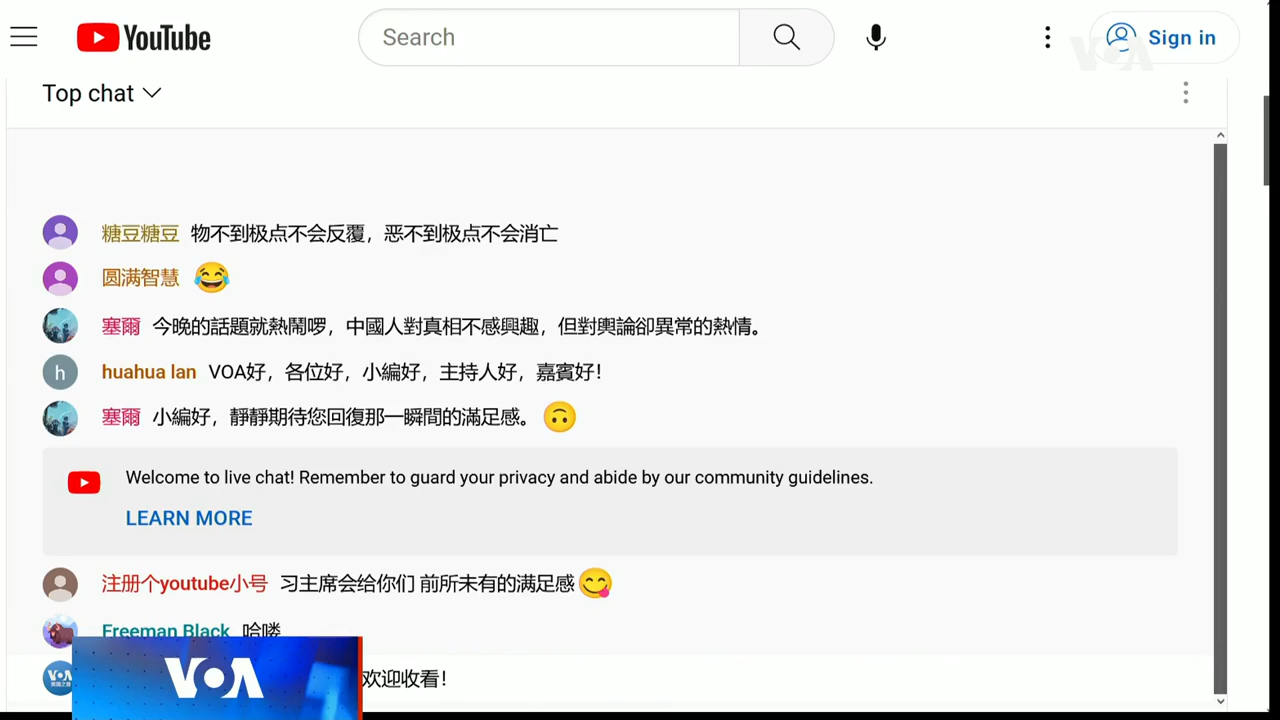 YouTube
Search
Sign in
VOA
Top chat
糖豆糖豆 物不到极点不会反覆，恶不到极点不会消亡
圆满智慧
塞爾 今晚的話題就熱鬧啰，中國人對真相不感興趣，但對輿論卻異常的熱情。
huahua lan VOA好，各位好，小編好，主持人好，嘉賓好！
h
塞爾 小編好，靜靜期待您回復那一瞬間的滿足感。
Welcome to live chat! Remember to guard your privacy and abide by our community guidelines.
LEARN MORE
注册个youtube小号 习主席会给你们 前所未有的满足感
Freeman Black 哈喽
VOA
VOA
欢迎收看！